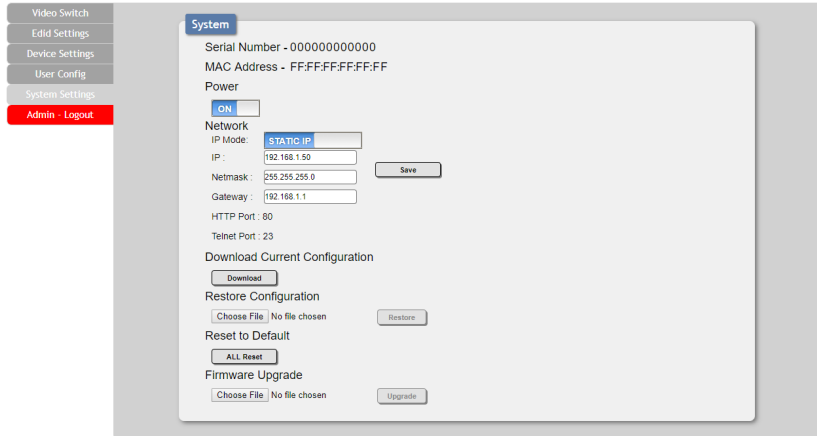 Video Switch
Edid Settings
Device Settings
User Config
System Settings
Admin - Logout
System
Serial Number - 000000000000
MAC Address - FF:FF:FF:FF:FF:FF
Power
ON
Network
IP Mode: STATIC IP
IP : 192.168.1.50
Save
Netmask : 255.255.255.0
Gateway : 192.168.1.1
HTTP Port : 80
Telnet Port : 23
Download Current Configuration
Download
Restore Configuration
Choose File No file chosen Restore
Reset to Default
ALL Reset
Firmware Upgrade
Choose File No file chosen Upgrade